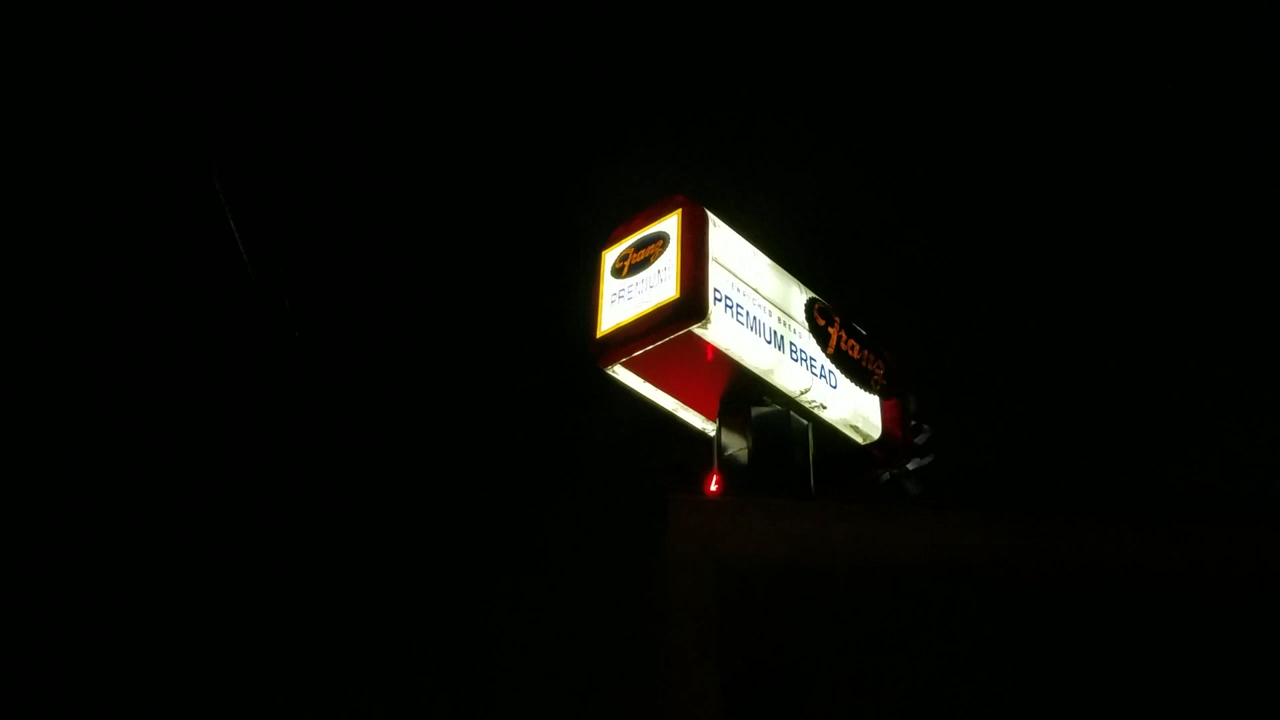 Franz
PREMIUM
ENRICHED BREAD
PREMIUM BREAD
Franz